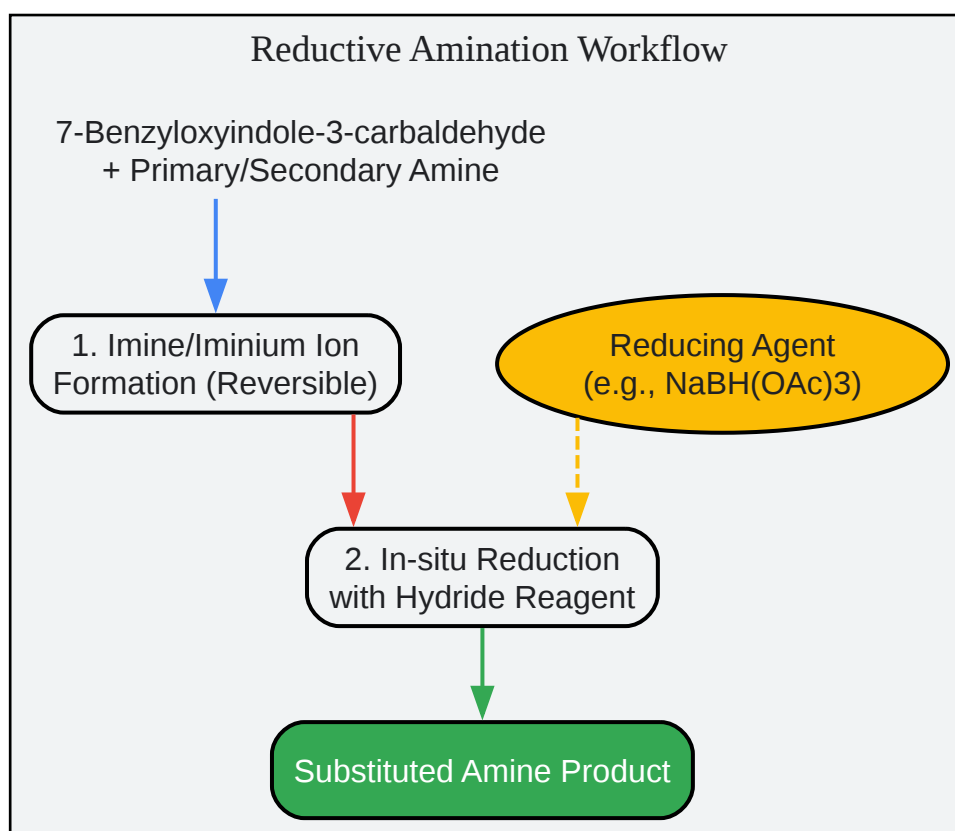 Reductive Amination Workflow
7-Benzyloxyindole-3-carbaldehyde
+ Primary/Secondary Amine
1. Imine/Iminium Ion
Formation (Reversible)
Reducing Agent
(e.g., NaBH(OAc)3)
2. In-situ Reduction
with Hydride Reagent
Substituted Amine Product